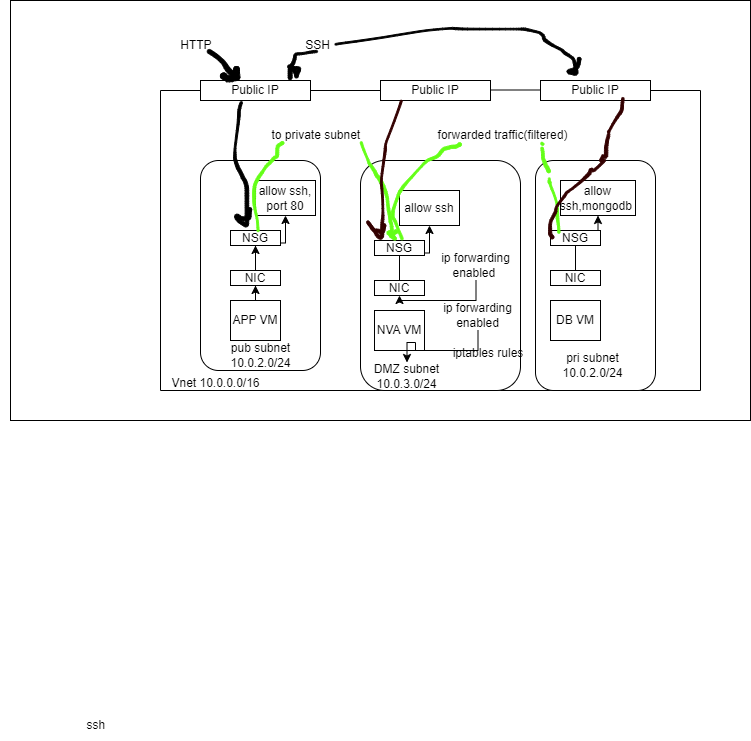 HTTP
SSH
Public IP
Public IP
Public IP
to private subnet
forwarded traffic(filtered)
allow ssh,
port 80
allow ssh
allow
ssh,mongodb
NSG
NSG
NSG
ip forwarding
enabled
NIC
NIC
NIC
ip forwarding
enabled
APP VM
NVA VM
DB VM
iptables rules
pub subnet
10.0.2.0/24
DMZ subnet
10.0.3.0/24
pri subnet
10.0.2.0/24
Vnet 10.0.0.0/16
ssh